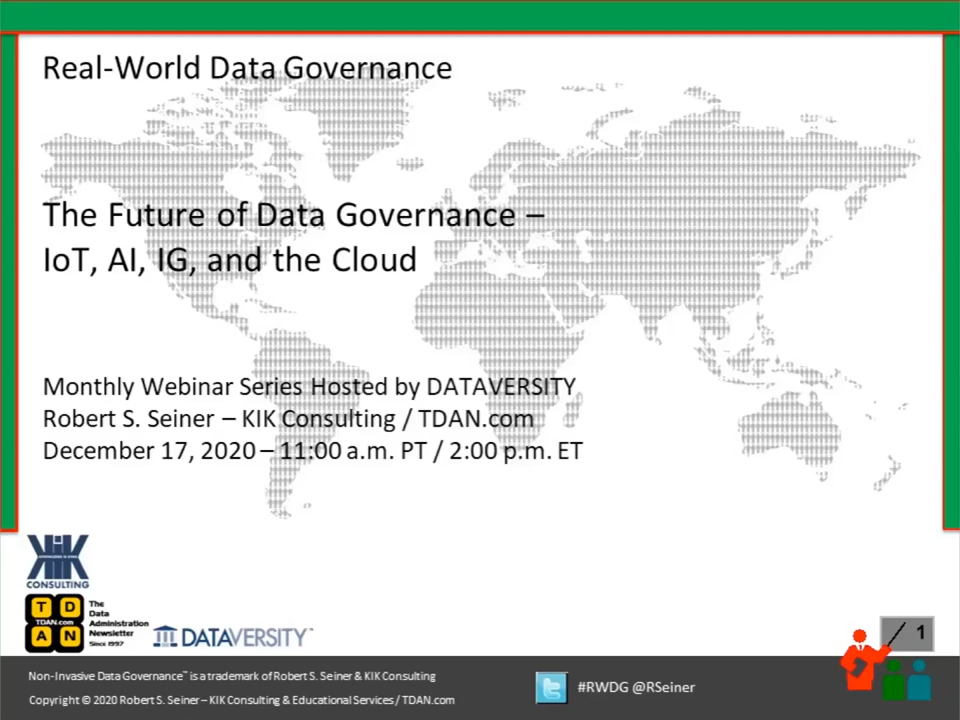 Real-World Data Governance
The Future of Data Governance –
IoT, AI, IG, and the Cloud
Monthly Webinar Series Hosted by DATAVERSITY
Robert S. Seiner – KIK Consulting / TDAN.com
December 17, 2020 – 11:00 a.m. PT / 2:00 p.m. ET
KIK
CONSULTING
T D
TDAN.com
A N
The
Data
Administration
Newsletter
Since 1997
DATAVERSITY™
1
Non-Invasive Data Governance™ is a trademark of Robert S. Seiner & KIK Consulting
Copyright © 2020 Robert S. Seiner – KIK Consulting & Educational Services / TDAN.com
#RWDG @RSeiner